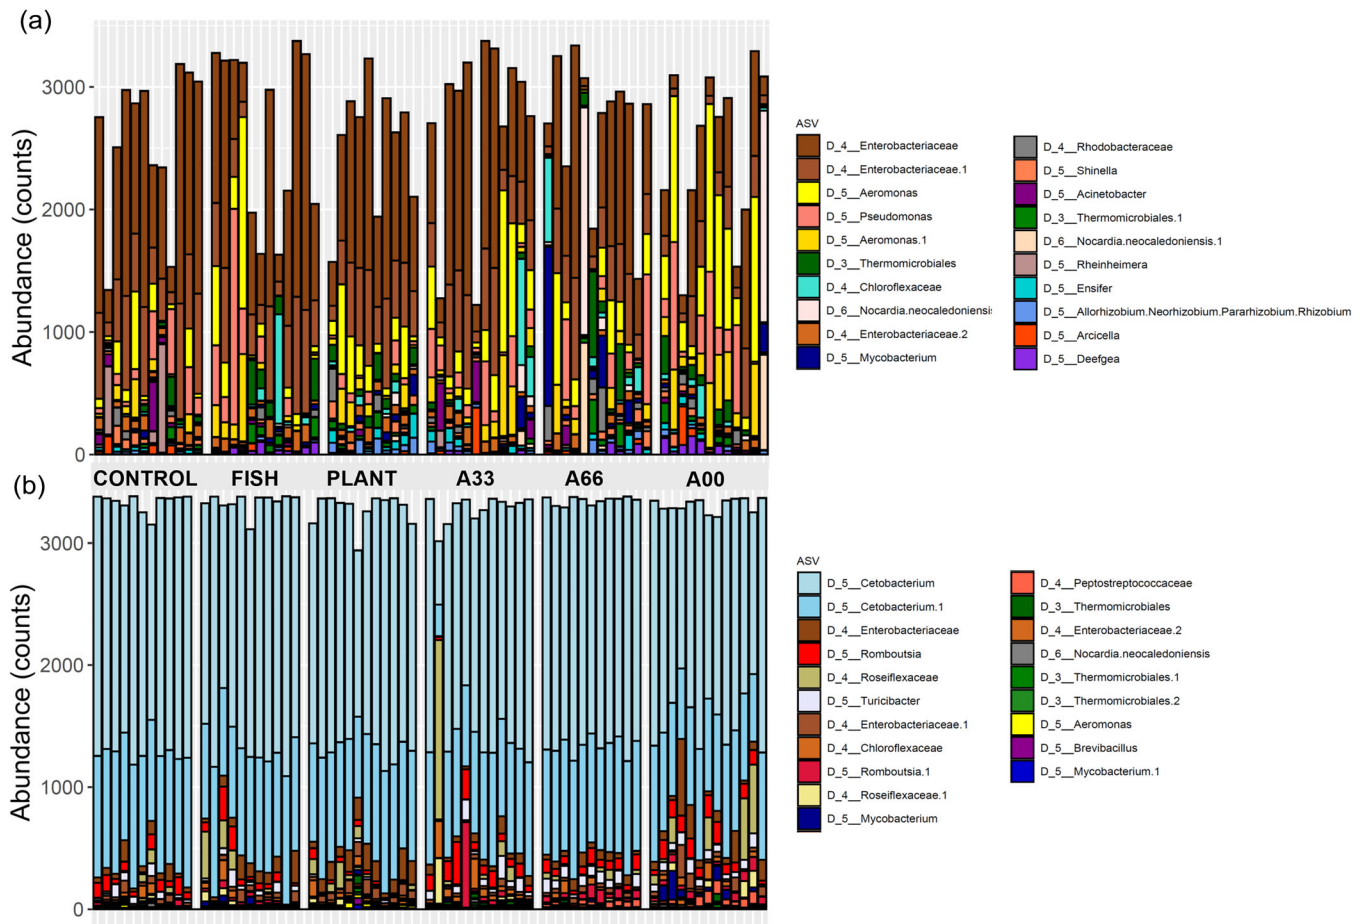 (a)
Abundance (counts)
3000
2000
1000
0
ASV
D_4__Enterobacteriaceae
D_4__Enterobacteriaceae.1
D_5__Aeromonas
D_5__Pseudomonas
D_5__Aeromonas.1
D_3__Thermomicrobiales
D_4__Chloroflexaceae
D_6__Nocardia.neocaledoniensis
D_4__Enterobacteriaceae.2
D_5__Mycobacterium
D_4__Rhodobacteraceae
D_5__Shinella
D_5__Acinetobacter
D_3__Thermomicrobiales.1
D_6__Nocardia.neocaledoniensis.1
D_5__Rheinheimera
D_5__Ensifer
D_5__Allorhizobium.Neorhizobium.Pararhizobium.Rhizobium
D_5__Arcicella
D_5__Deefgea
CONTROL FISH PLANT A33 A66 A00
(b)
Abundance (counts)
3000
2000
1000
0
ASV
D_5__Cetobacterium
D_5__Cetobacterium.1
D_4__Enterobacteriaceae
D_5__Romboutsia
D_4__Roseiflexaceae
D_5__Turicibacter
D_4__Enterobacteriaceae.1
D_4__Chloroflexaceae
D_5__Romboutsia.1
D_4__Roseiflexaceae.1
D_5__Mycobacterium
D_4__Peptostreptococcaceae
D_3__Thermomicrobiales
D_4__Enterobacteriaceae.2
D_6__Nocardia.neocaledoniensis
D_3__Thermomicrobiales.1
D_3__Thermomicrobiales.2
D_5__Aeromonas
D_5__Brevibacillus
D_5__Mycobacterium.1